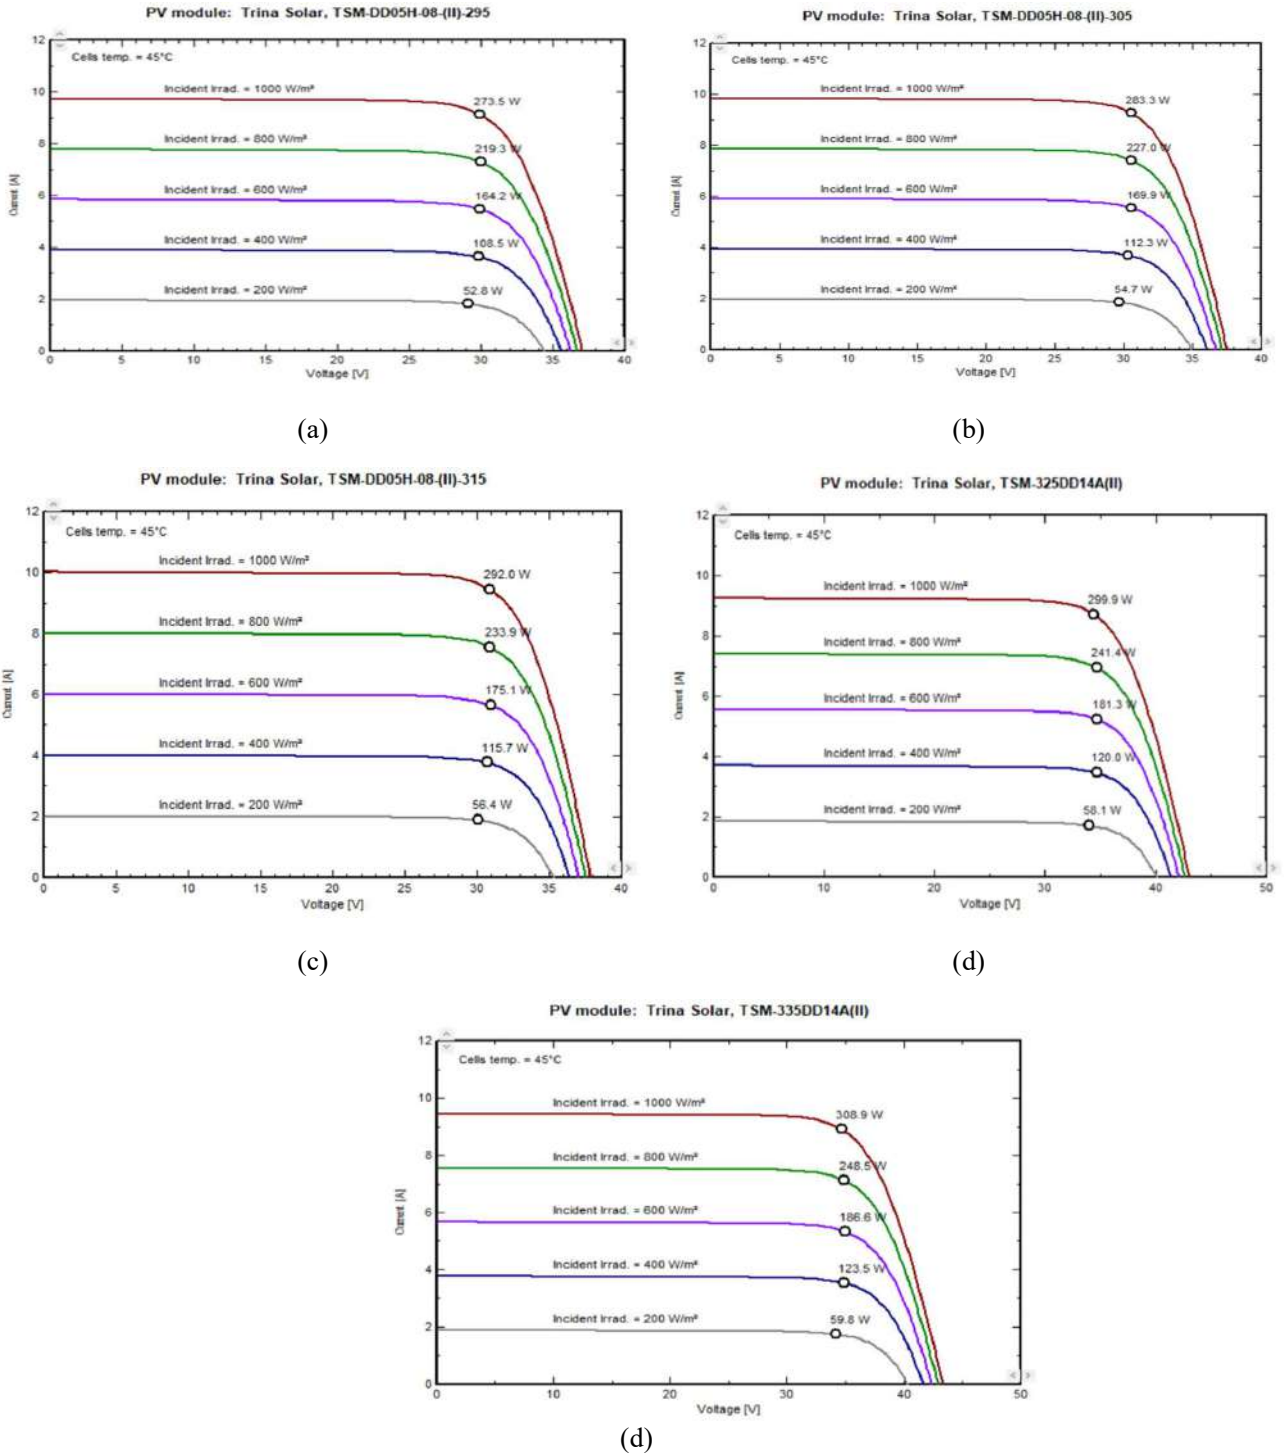 PV module: Trina Solar, TSM-DD05H-08-(II)-295
12
10
8
6
4
2
0
Current [A]
Cells temp. = 45°C
Incident Irrad. = 1000 W/m²
273.5 W
Incident Irrad. = 800 W/m²
219.3 W
Incident Irrad. = 600 W/m²
164.2 W
Incident Irrad. = 400 W/m²
108.5 W
Incident Irrad. = 200 W/m²
52.8 W
0 5 10 15 20 25 30 35 40
Voltage [V]
(a)
PV module: Trina Solar, TSM-DD05H-08-(II)-305
12
10
8
6
4
2
0
Current [A]
Cells temp. = 45°C
Incident Irrad. = 1000 W/m²
283.3 W
Incident Irrad. = 800 W/m²
227.0 W
Incident Irrad. = 600 W/m²
169.9 W
Incident Irrad. = 400 W/m²
112.3 W
Incident Irrad. = 200 W/m²
54.7 W
0 5 10 15 20 25 30 35 40
Voltage [V]
(b)
PV module: Trina Solar, TSM-DD05H-08-(II)-315
12
10
8
6
4
2
0
Current [A]
Cells temp. = 45°C
Incident Irrad. = 1000 W/m²
292.0 W
Incident Irrad. = 800 W/m²
233.9 W
Incident Irrad. = 600 W/m²
175.1 W
Incident Irrad. = 400 W/m²
115.7 W
Incident Irrad. = 200 W/m²
56.4 W
0 5 10 15 20 25 30 35 40
Voltage [V]
(c)
PV module: Trina Solar, TSM-325DD14A(II)
12
10
8
6
4
2
0
Current [A]
Cells temp. = 45°C
Incident Irrad. = 1000 W/m²
299.9 W
Incident Irrad. = 800 W/m²
241.4 W
Incident Irrad. = 600 W/m²
181.3 W
Incident Irrad. = 400 W/m²
120.0 W
Incident Irrad. = 200 W/m²
58.1 W
0 10 20 30 40 50
Voltage [V]
(d)
PV module: Trina Solar, TSM-335DD14A(II)
12
10
8
6
4
2
0
Current [A]
Cells temp. = 45°C
Incident Irrad. = 1000 W/m²
308.9 W
Incident Irrad. = 800 W/m²
248.5 W
Incident Irrad. = 600 W/m²
186.6 W
Incident Irrad. = 400 W/m²
123.5 W
Incident Irrad. = 200 W/m²
59.8 W
0 10 20 30 40 50
Voltage [V]
(d)